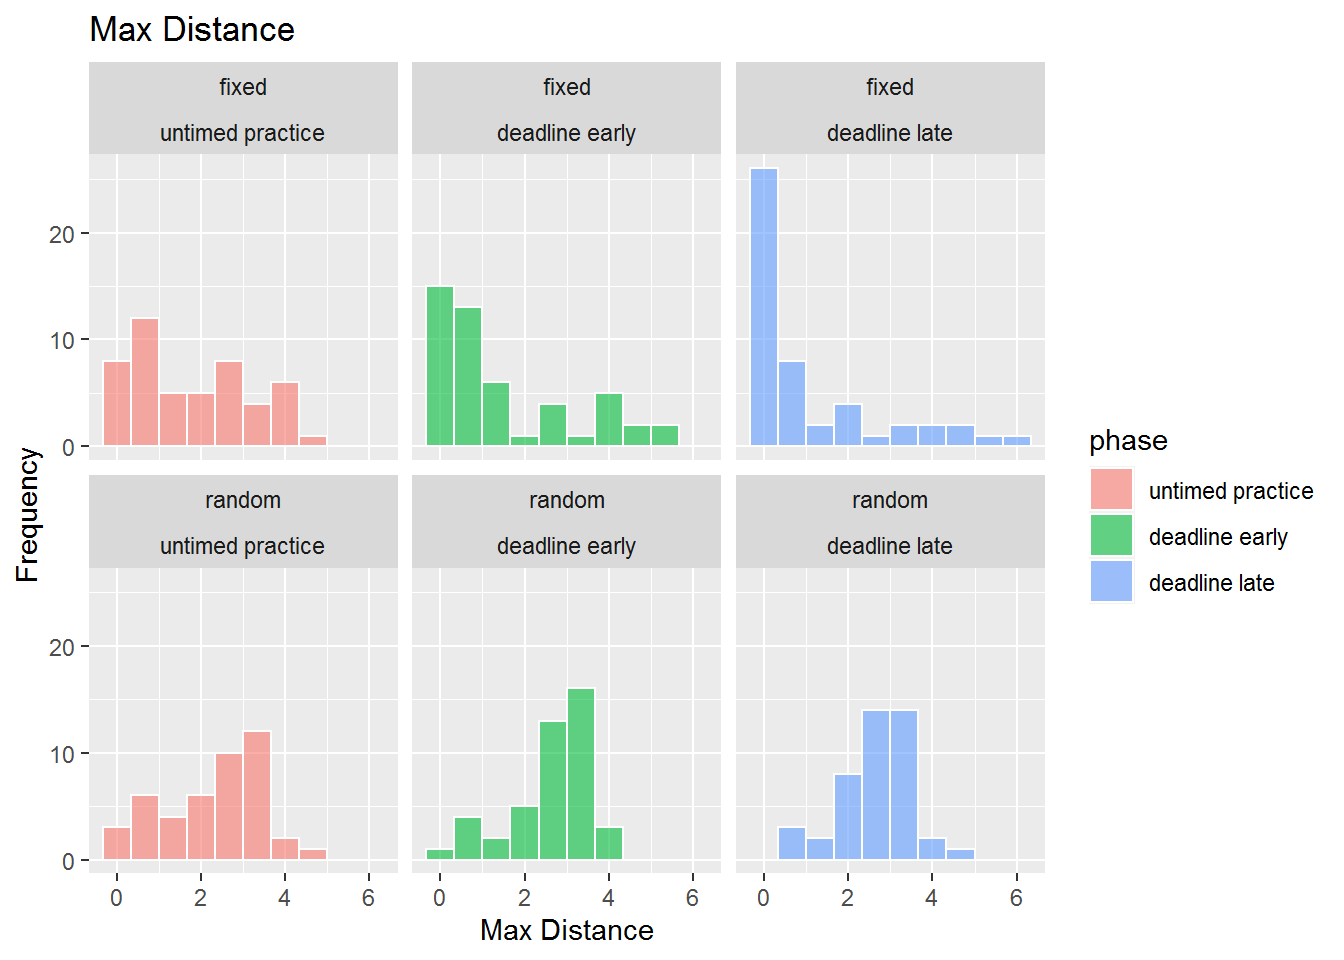 Max Distance
fixed
untimed practice
fixed
deadline early
fixed
deadline late
20
10
0
random
untimed practice
random
deadline early
random
deadline late
20
10
0
0 2 4 6
0 2 4 6
0 2 4 6
Max Distance
Frequency
phase
untimed practice
deadline early
deadline late